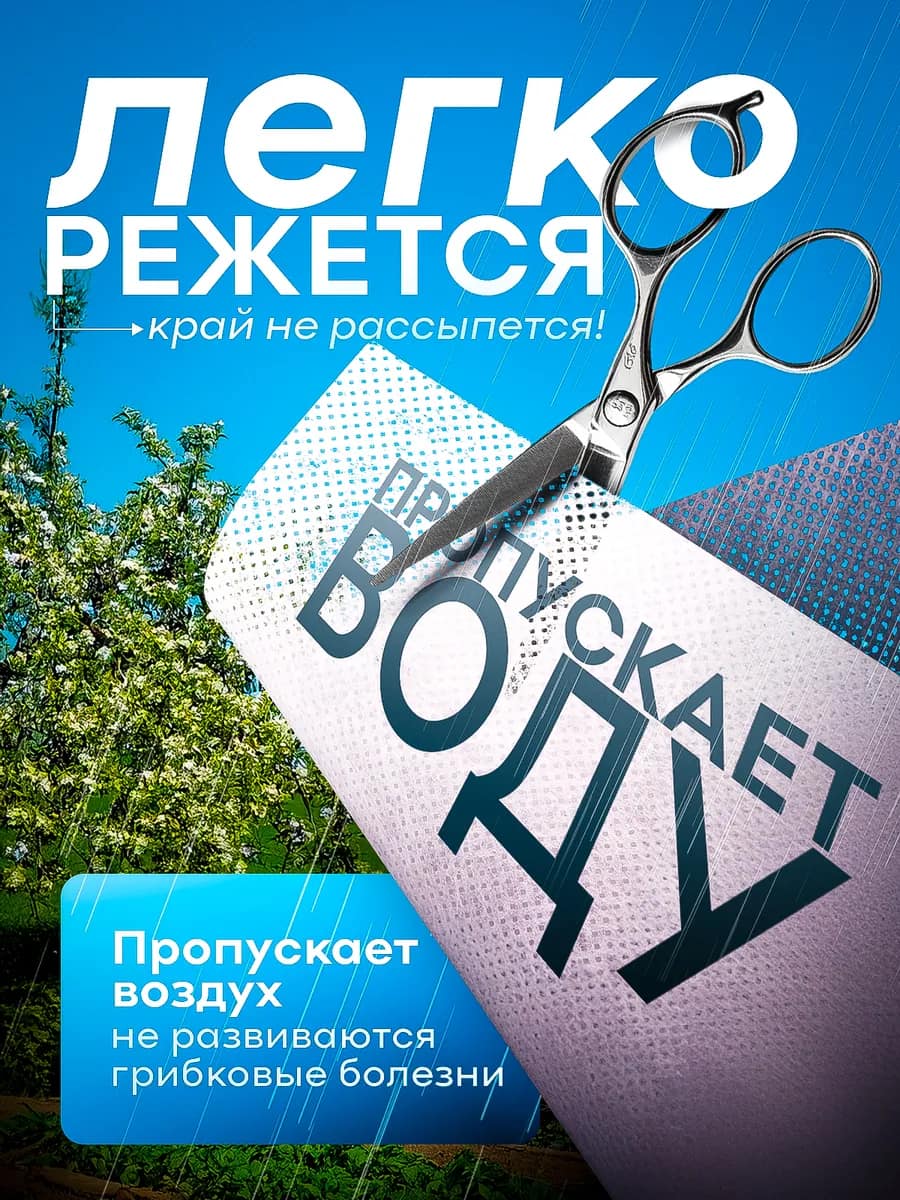 легко
РЕЖЕТСЯ
край не рассыпется!
ПРОПУСКАЕТ
ВОДУ
Пропускает
воздух
не развиваются
грибковые болезни